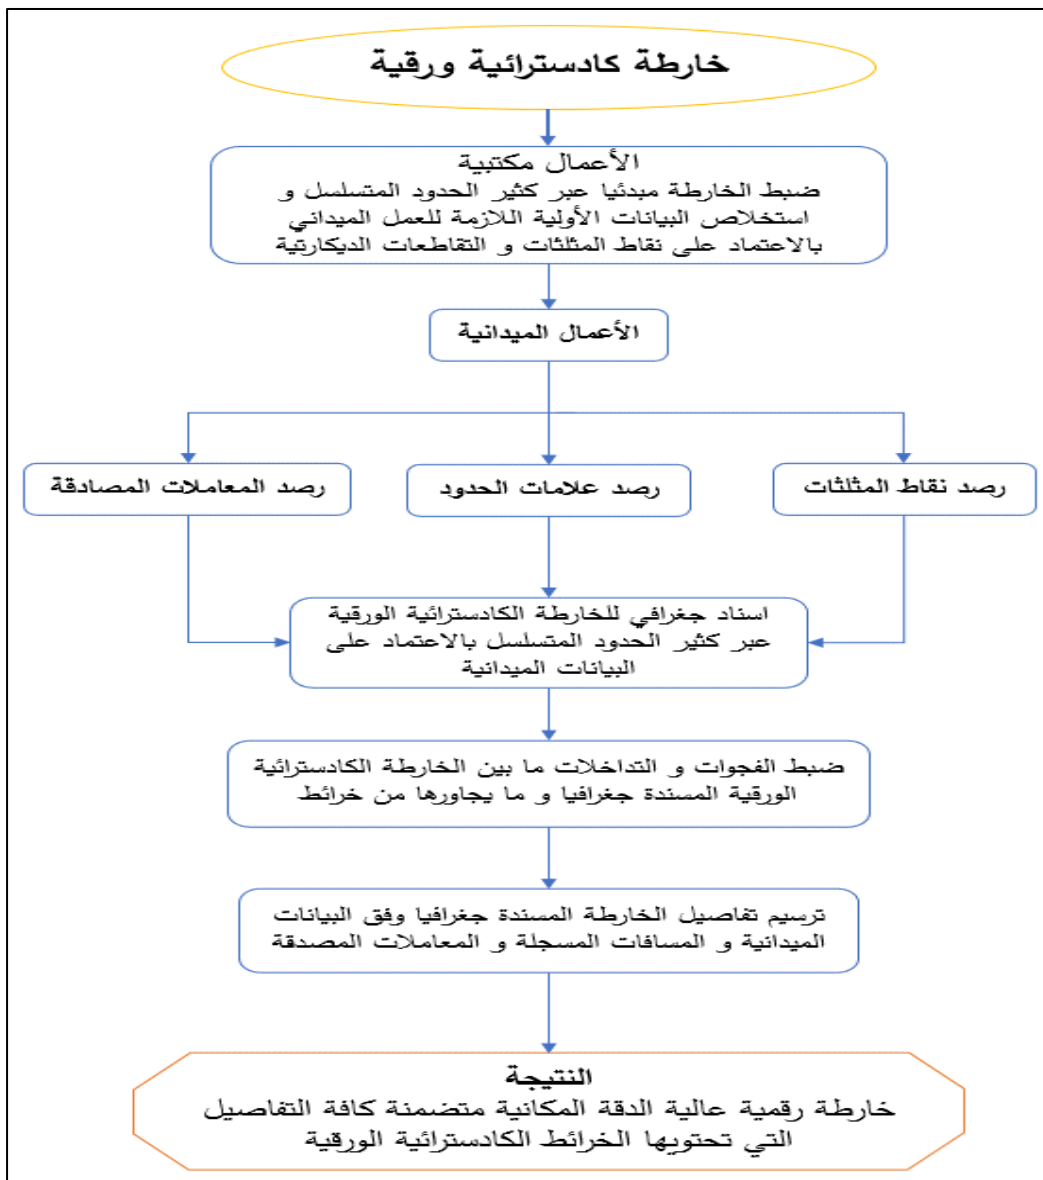 خارطة كادسترائية ورقية
الأعمال مكتبية
ضبط الخارطة مبدئيا عبر كثير الحدود المتسلسل و
استخلاص البيانات الأولية اللازمة للعمل الميداني
بالاعتماد على نقاط المثلثات و التقاطعات الديكارتية
الأعمال الميدانية
رصد نقاط المثلثات
رصد علامات الحدود
رصد المعاملات المصادقة
اسناد جغرافي للخارطة الكادسترائية الورقية
عبر كثير الحدود المتسلسل بالاعتماد على
البيانات الميدانية
ضبط الفجوات و التداخلات ما بين الخارطة الكادسترائية
الورقية المسندة جغرافيا و ما يجاورها من خرائط
ترسيم تفاصيل الخارطة المسندة جغرافيا وفق البيانات
الميدانية و المسافات المسجلة و المعاملات المصدقة
النتيجة
خارطة رقمية عالية الدقة المكانية متضمنة كافة التفاصيل
التي تحتويها الخرائط الكادسترائية الورقية